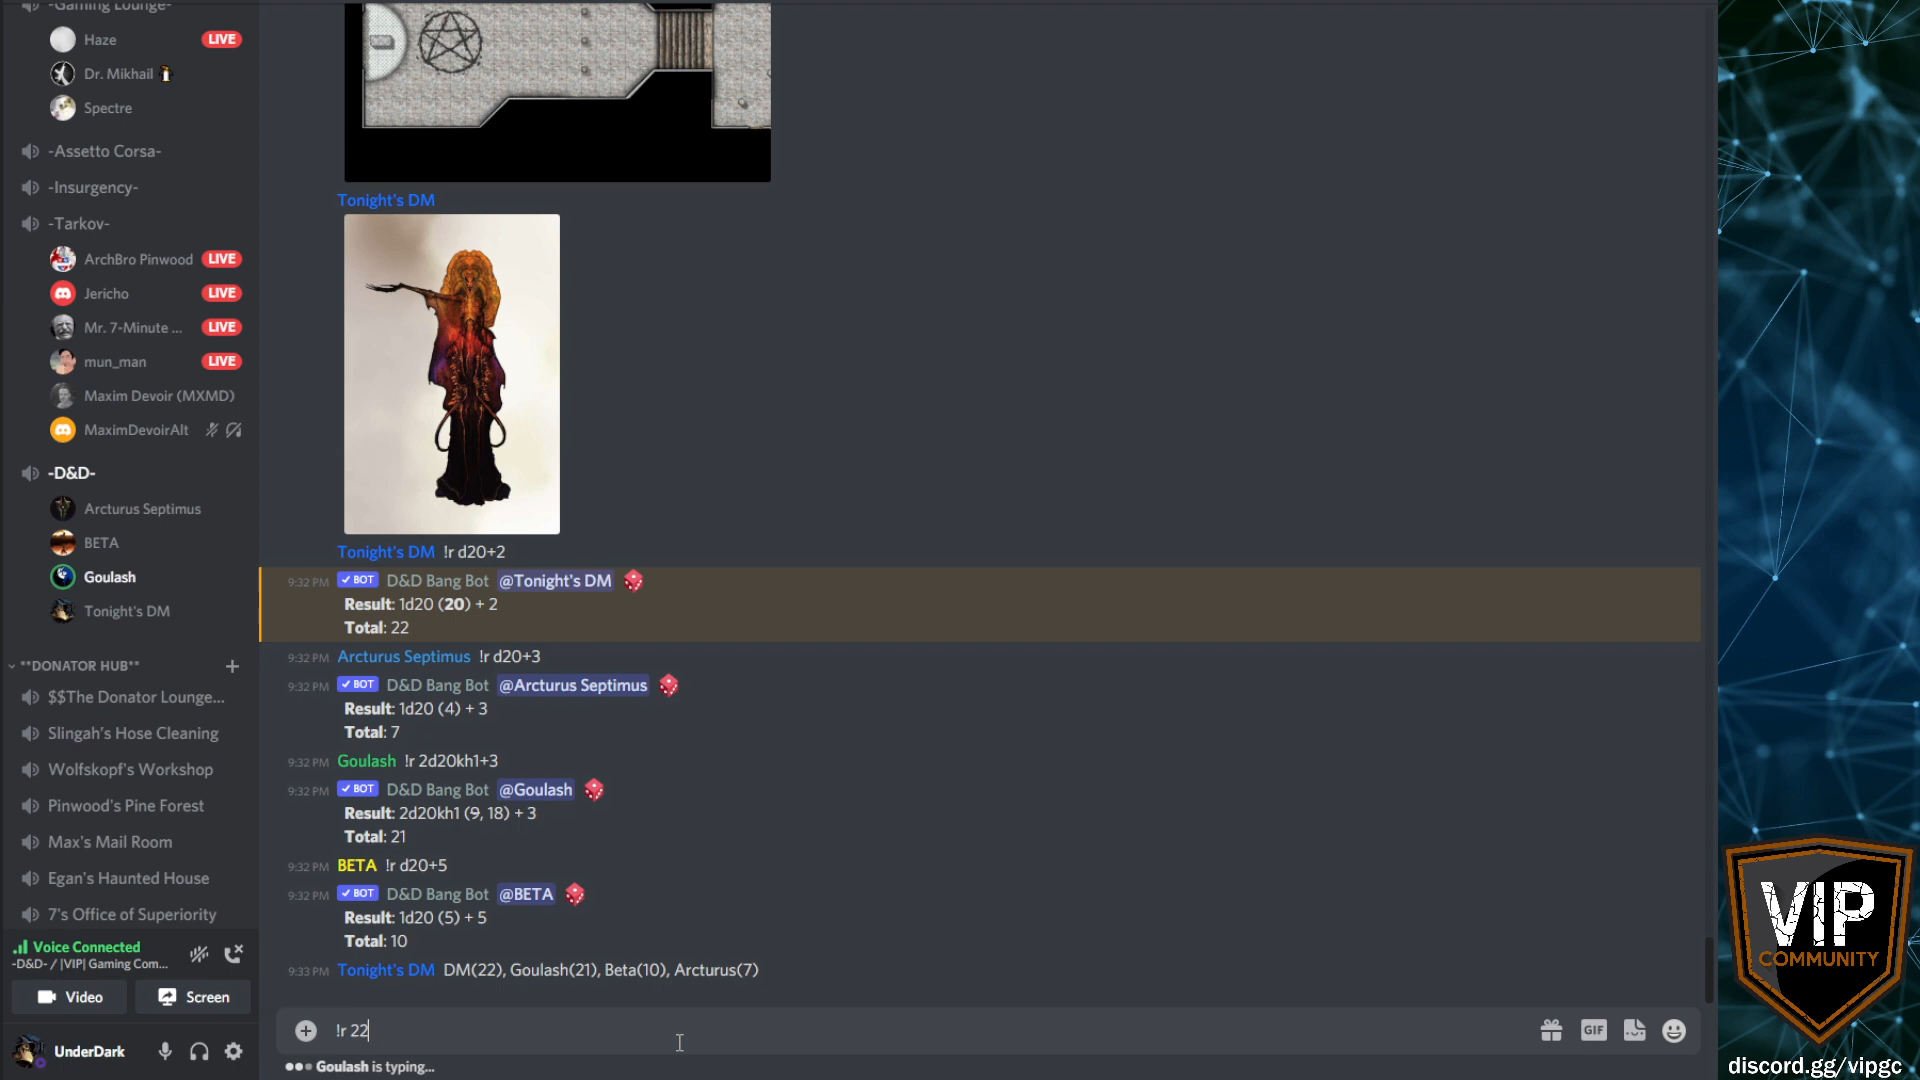 -Gaming Lounge-
Haze LIVE
Dr. Mikhail
Spectre
-Assetto Corsa-
-Insurgency-
-Tarkov-
ArchBro Pinwood LIVE
Jericho LIVE
Mr. 7-Minute ... LIVE
mun_man LIVE
Maxim Devoir (MXMD)
MaximDevoirAlt
-D&D-
Arcturus Septimus
BETA
Goulash
Tonight's DM
**DONATOR HUB**
$$The Donator Lounge...
Slingah's Hose Cleaning
Wolfskopf's Workshop
Pinwood's Pine Forest
Max's Mail Room
Egan's Haunted House
7's Office of Superiority
Voice Connected
-D&D- / |VIP| Gaming Com...
Video Screen
UnderDark
Tonight's DM
Tonight's DM !r d20+2
9:32 PM BOT D&D Bang Bot @Tonight's DM
Result: 1d20 (20) + 2
Total: 22
9:32 PM Arcturus Septimus !r d20+3
9:32 PM BOT D&D Bang Bot @Arcturus Septimus
Result: 1d20 (4) + 3
Total: 7
9:32 PM Goulash !r 2d20kh1+3
9:32 PM BOT D&D Bang Bot @Goulash
Result: 2d20kh1 (9, 18) + 3
Total: 21
9:32 PM BETA !r d20+5
9:32 PM BOT D&D Bang Bot @BETA
Result: 1d20 (5) + 5
Total: 10
9:33 PM Tonight's DM DM(22), Goulash(21), Beta(10), Arcturus(7)
!r 22
GIF
Goulash is typing...
VIP
COMMUNITY
discord.gg/vipgc